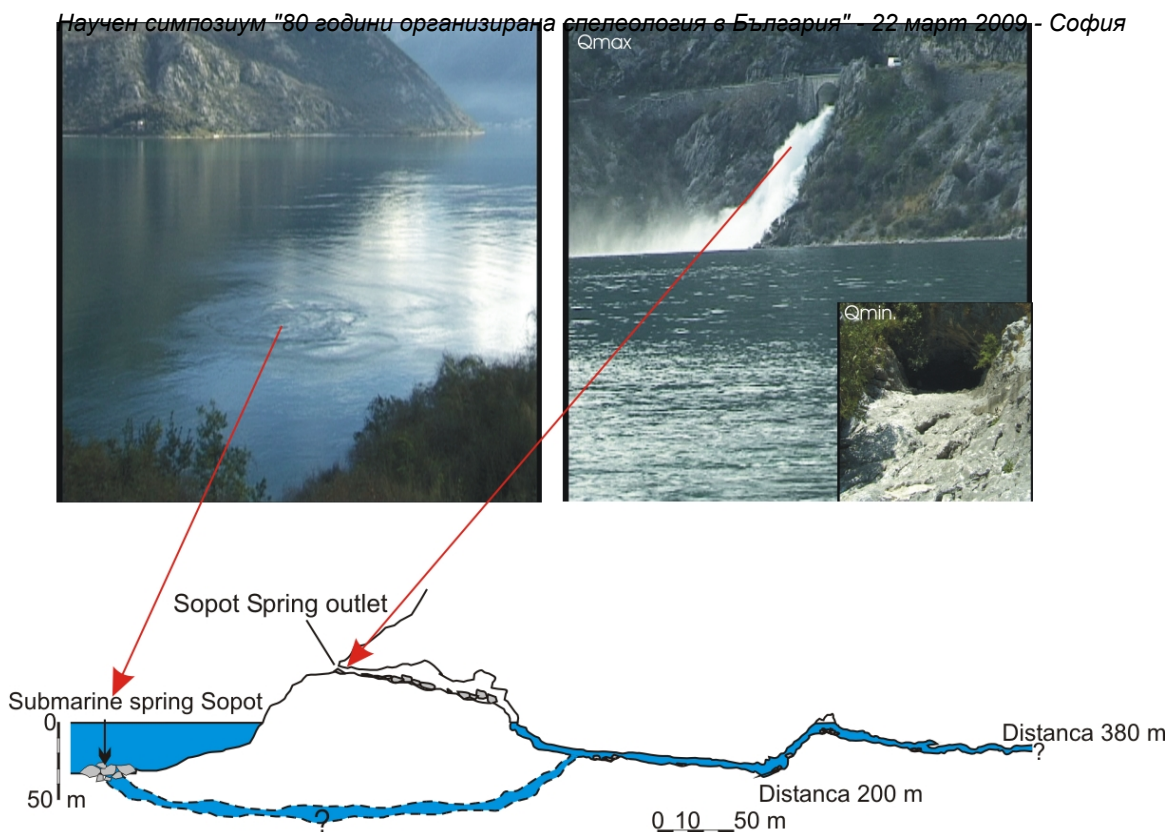 Научен симпозиум "80 години организирана спелеология в България" - 22 март 2009 - София
Qmax
Qmin
Sopot Spring outlet
Submarine spring Sopot
0
50 m
Distanca 380 m
?
Distanca 200 m
?
0 10 50 m